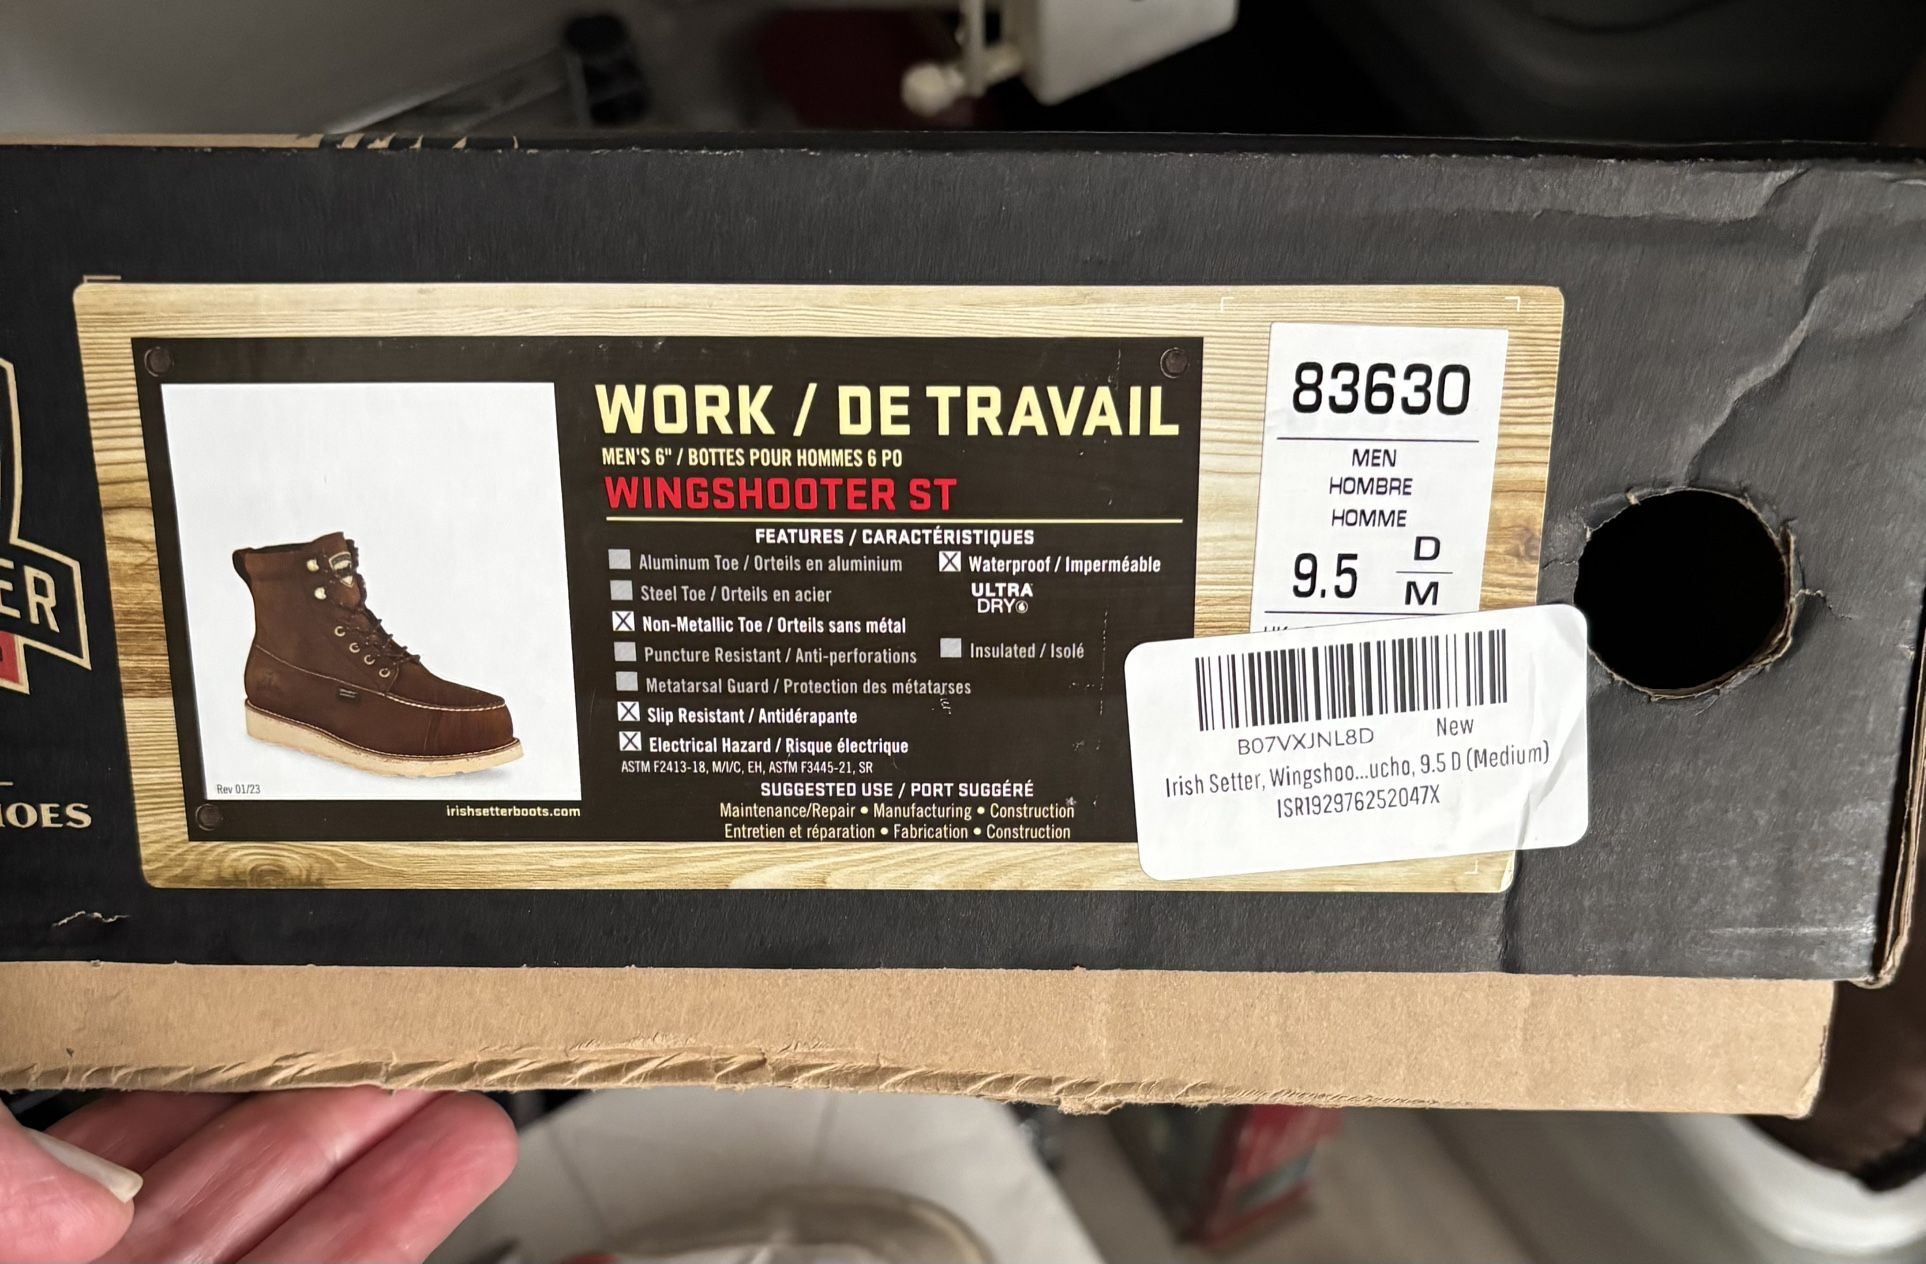 ER
OES
WORK / DE TRAVAIL
MEN'S 6" / BOTTES POUR HOMMES 6 PO
WINGSHOOTER ST
FEATURES / CARACTÉRISTIQUES
Aluminum Toe / Orteils en aluminium
Steel Toe / Orteils en acier
Non-Metallic Toe / Orteils sans métal
Puncture Resistant / Anti-perforations
Metatarsal Guard / Protection des métatarses
Slip Resistant / Antidérapante
Electrical Hazard / Risque électrique
Waterproof / Imperméable
ULTRA
DRY
Insulated / Isolé
ASTM F2413-18, M/I/C, EH, ASTM F3445-21, SR
SUGGESTED USE / PORT SUGGÉRÉ
Maintenance/Repair • Manufacturing • Construction
Entretien et réparation • Fabrication • Construction
Rev 01/23
irishsetterboots.com
83630
MEN
HOMBRE
HOMME
9.5 D
M
B07VXJNL8D New
Irish Setter, Wingshoo...ucho, 9.5 D (Medium)
ISR192976252047X